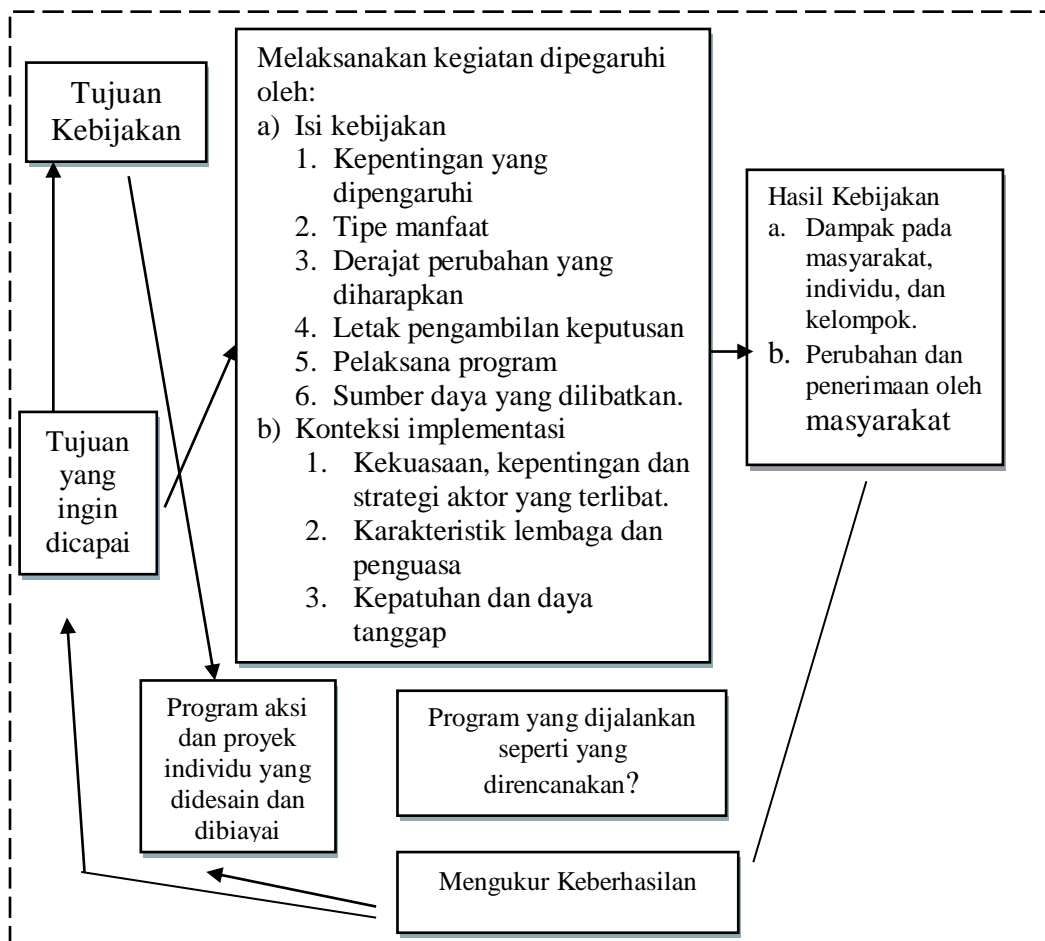 Tujuan
Kebijakan
Melaksanakan kegiatan dipegaruhi
oleh:
a) Isi kebijakan
1. Kepentingan yang
dipengaruhi
2. Tipe manfaat
3. Derajat perubahan yang
diharapkan
4. Letak pengambilan keputusan
5. Pelaksana program
6. Sumber daya yang dilibatkan.
b) Konteksi implementasi
1. Kekuasaan, kepentingan dan
strategi aktor yang terlibat.
2. Karakteristik lembaga dan
penguasa
3. Kepatuhan dan daya
tanggap
Hasil Kebijakan
a. Dampak pada
masyarakat,
individu, dan
kelompok.
b. Perubahan dan
penerimaan oleh
masyarakat
Tujuan
yang
ingin
dicapai
Program aksi
dan proyek
individu yang
didesain dan
dibiayai
Program yang dijalankan
seperti yang
direncanakan?
Mengukur Keberhasilan